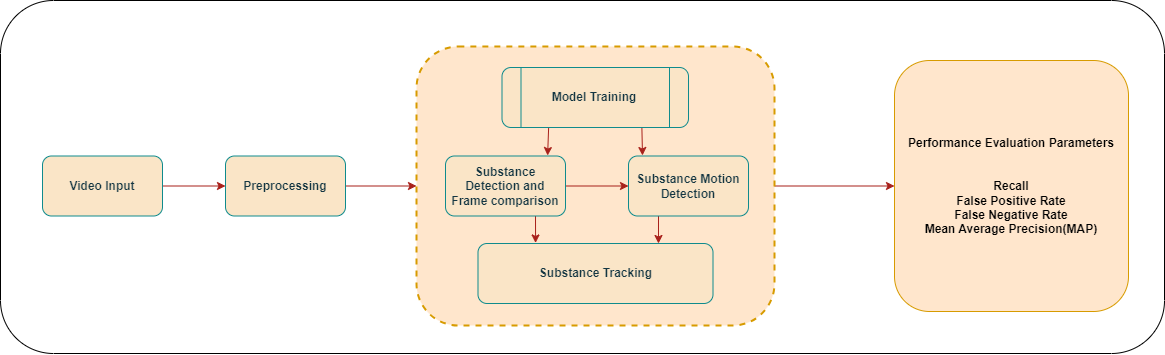 Video Input
Preprocessing
Model Training
Substance
Detection and
Frame comparison
Substance Motion
Detection
Substance Tracking
Performance Evaluation Parameters
Recall
False Positive Rate
False Negative Rate
Mean Average Precision(MAP)